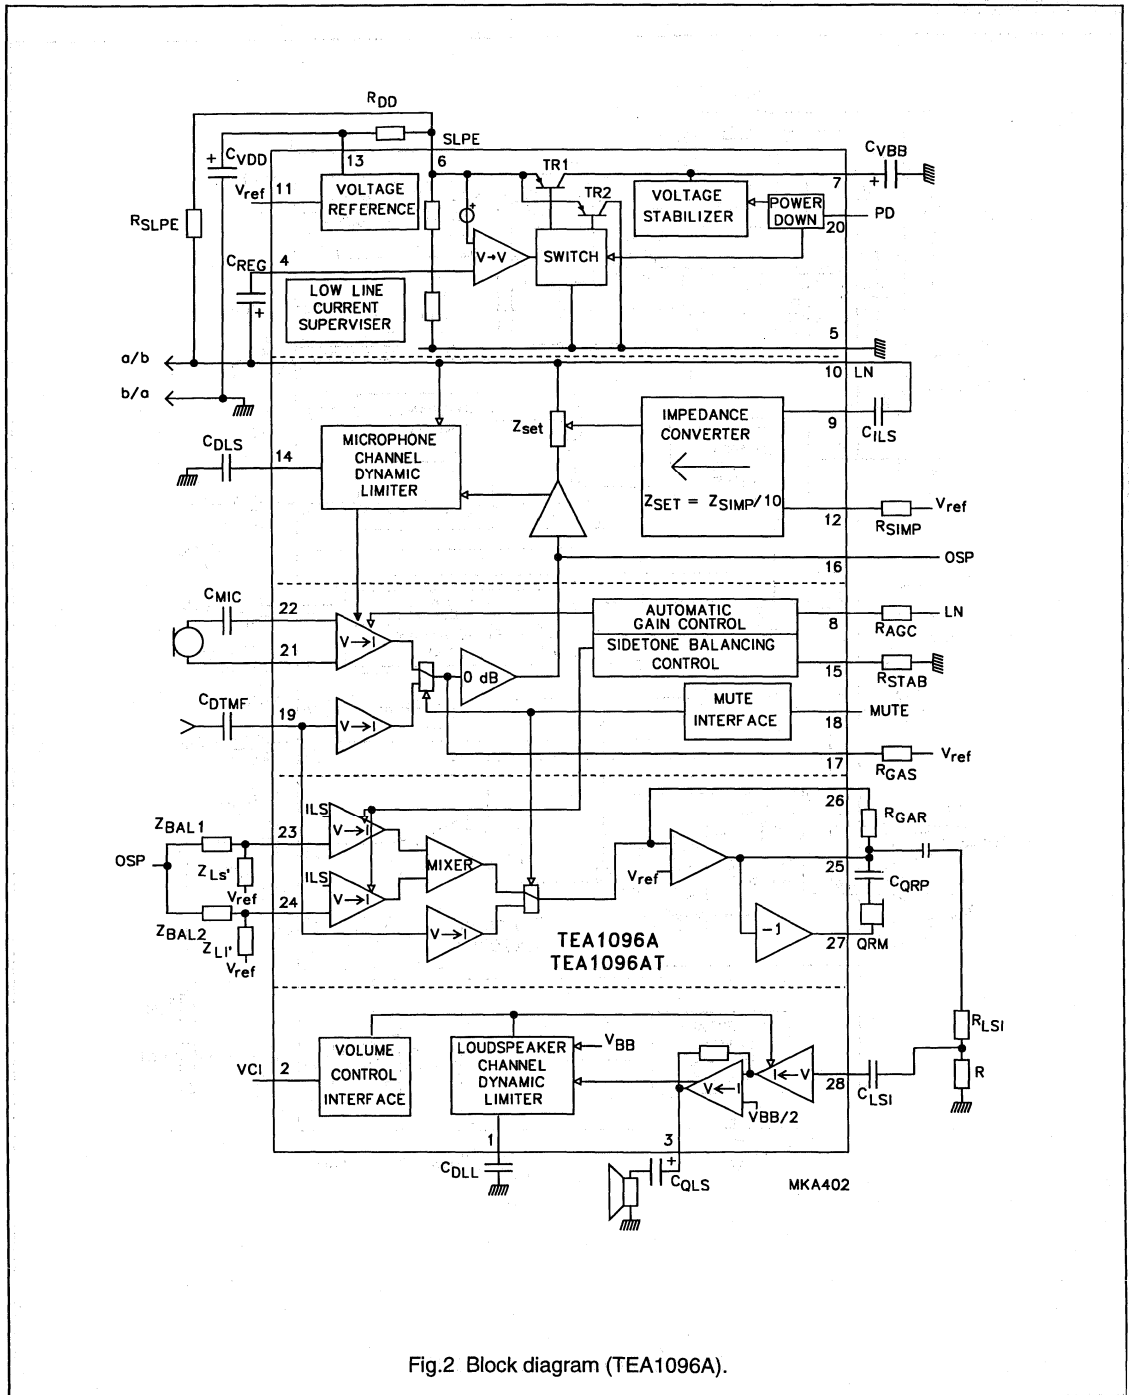 RDD
SLPE
CVDD
13
6
TR1
CVBB
Vref
11
VOLTAGE
REFERENCE
TR2
VOLTAGE
STABILIZER
7
POWER
DOWN
PD
20
RSLPE
CREG
4
V→V
SWITCH
LOW LINE
CURRENT
SUPERVISER
5
a/b
10 LN
b/a
Zset
IMPEDANCE
CONVERTER
9
CILS
CDLS
14
MICROPHONE
CHANNEL
DYNAMIC
LIMITER
ZSET = ZSIMP/10
12
RSIMP
Vref
16
OSP
CMIC
22
AUTOMATIC
GAIN CONTROL
8
RAGC
LN
21
V→I
SIDETONE BALANCING
CONTROL
15
RSTAB
0 dB
CDTMF
19
V→I
MUTE
INTERFACE
MUTE
18
17
RGAS
Vref
26
RGAR
ZBAL1
23
ILS
V→I
OSP
ZLs'
Vref
MIXER
Vref
25
CQRP
ILS
24
V→I
ZBAL2
ZLl'
Vref
V→I
-1
27
QRM
TEA1096A
TEA1096AT
RLSI
VCI
2
VOLUME
CONTROL
INTERFACE
LOUDSPEAKER
CHANNEL
DYNAMIC
LIMITER
VBB
V←I
I←V
28
CLSI
R
VBB/2
1
3
CDLL
+
CQLS
MKA402
Fig.2 Block diagram (TEA1096A).